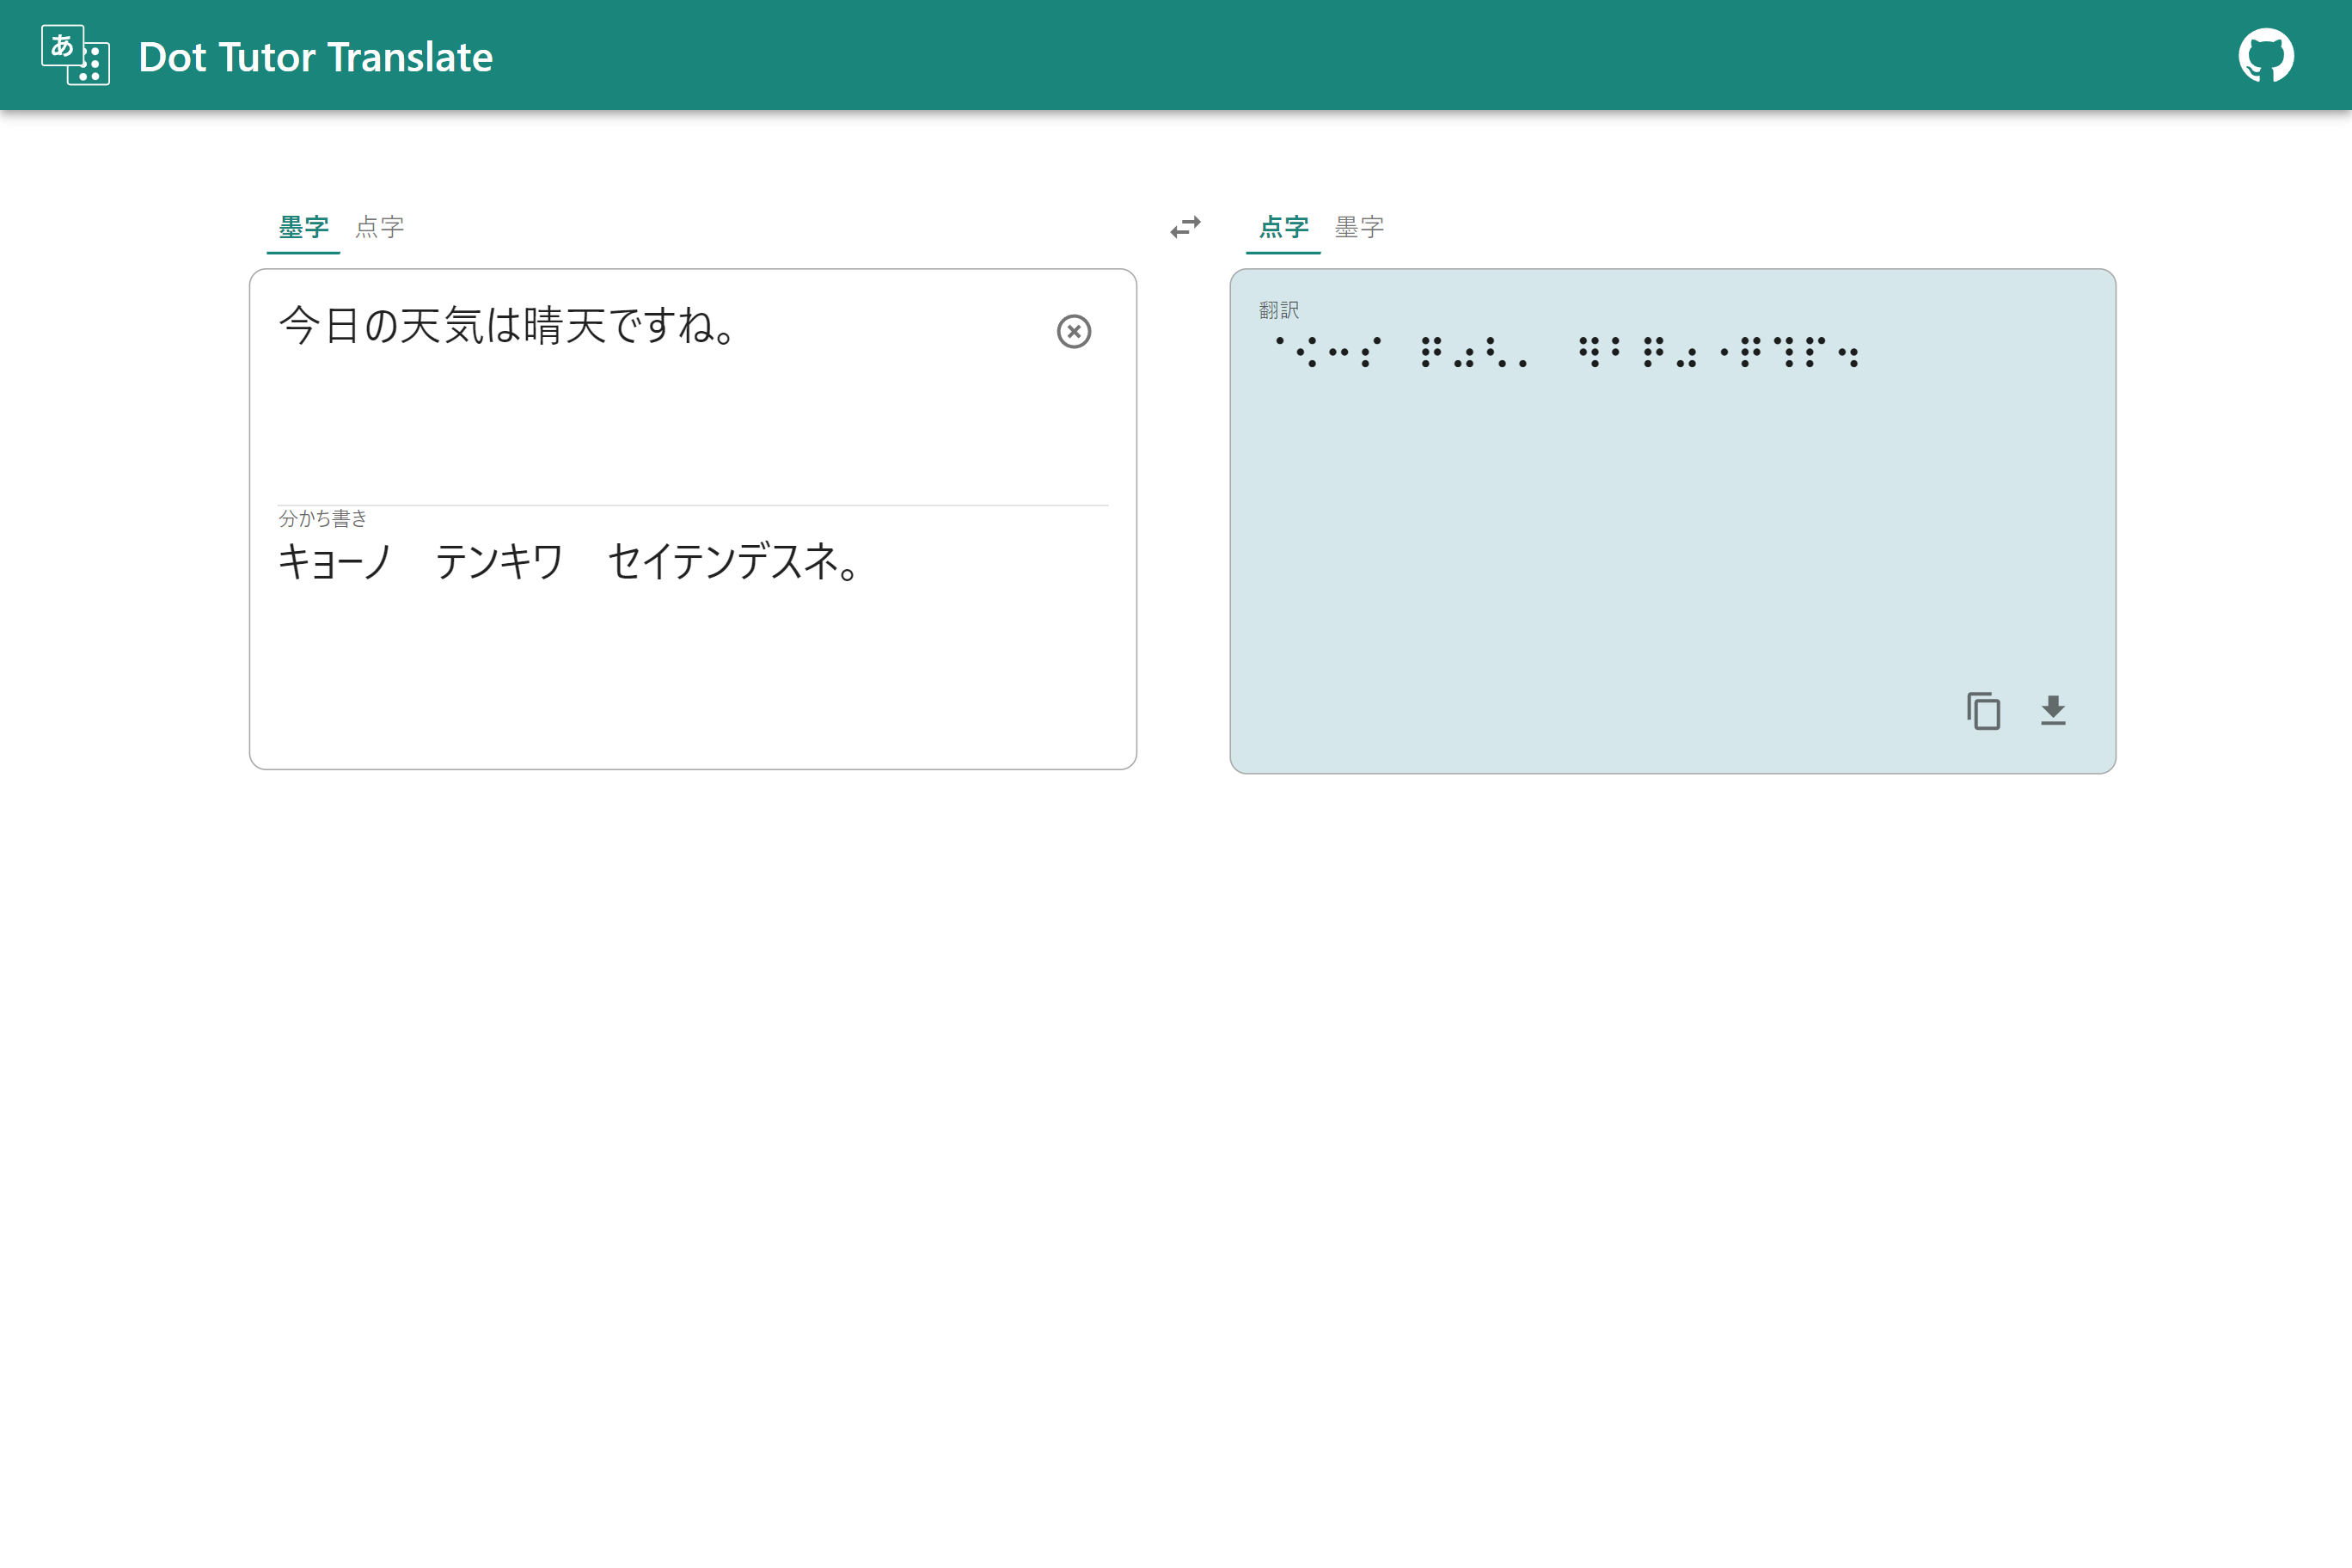 あ
Dot Tutor Translate
墨字 点字
点字 墨字
今日の天気は晴天ですね。
分かち書き
キョーノ　テンキワ　セイテンデスネ。
翻訳
⠈⠪⠒⠎⠀⠟⠴⠣⠄⠀⠻⠃⠟⠴⠐⠟⠹⠏⠲